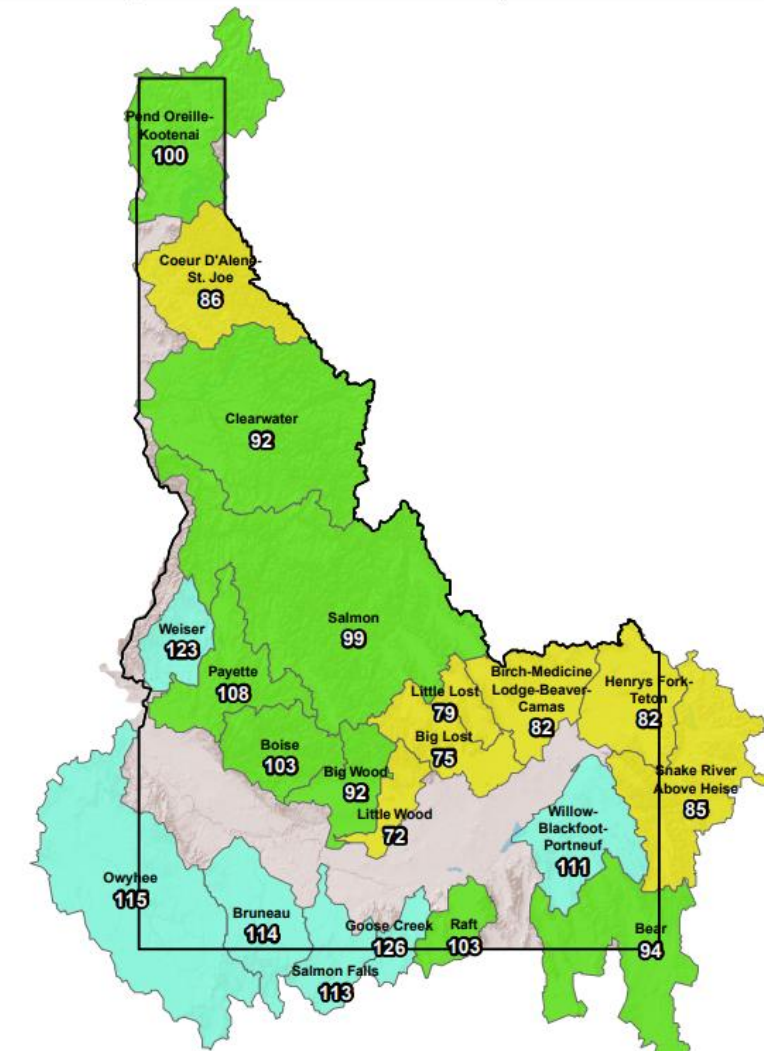 Pend Oreille-
Kootenai
100
Coeur D'Alene-
St. Joe
86
Clearwater
92
Salmon
99
Weiser
123
Payette
108
Boise
103
Big Wood
92
Little Lost
79
Big Lost
75
Little Wood
72
Birch-Medicine
Lodge-Beaver-
Camas
82
Henrys Fork-
Teton
82
Snake River
Above Heise
85
Willow-
Blackfoot-
Portneuf
111
Owyhee
115
Bruneau
114
Salmon Falls
113
Goose Creek
126
Raft
103
Bear
94